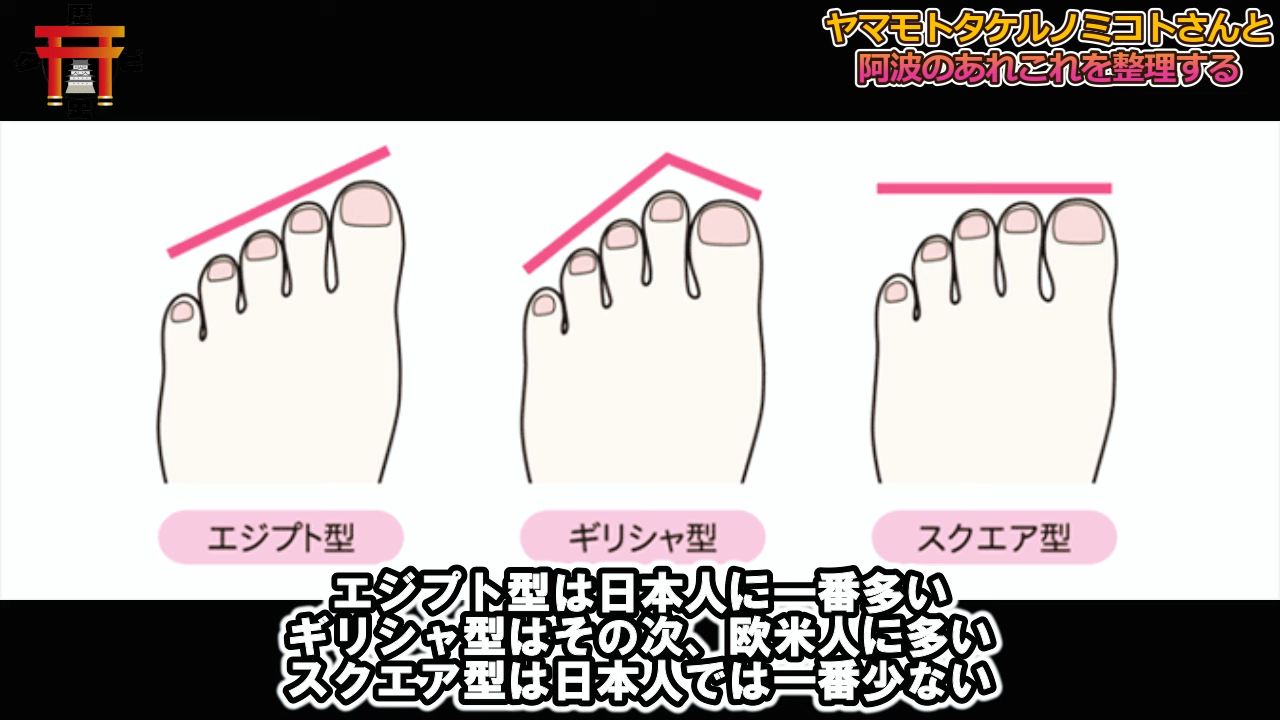 ヤマモトタケルノミコトさんと
阿波のあれこれを整理する
エジプト型
ギリシャ型
スクエア型
エジプト型は日本人に一番多い
ギリシャ型はその次、欧米人に多い
スクエア型は日本人では一番少ない